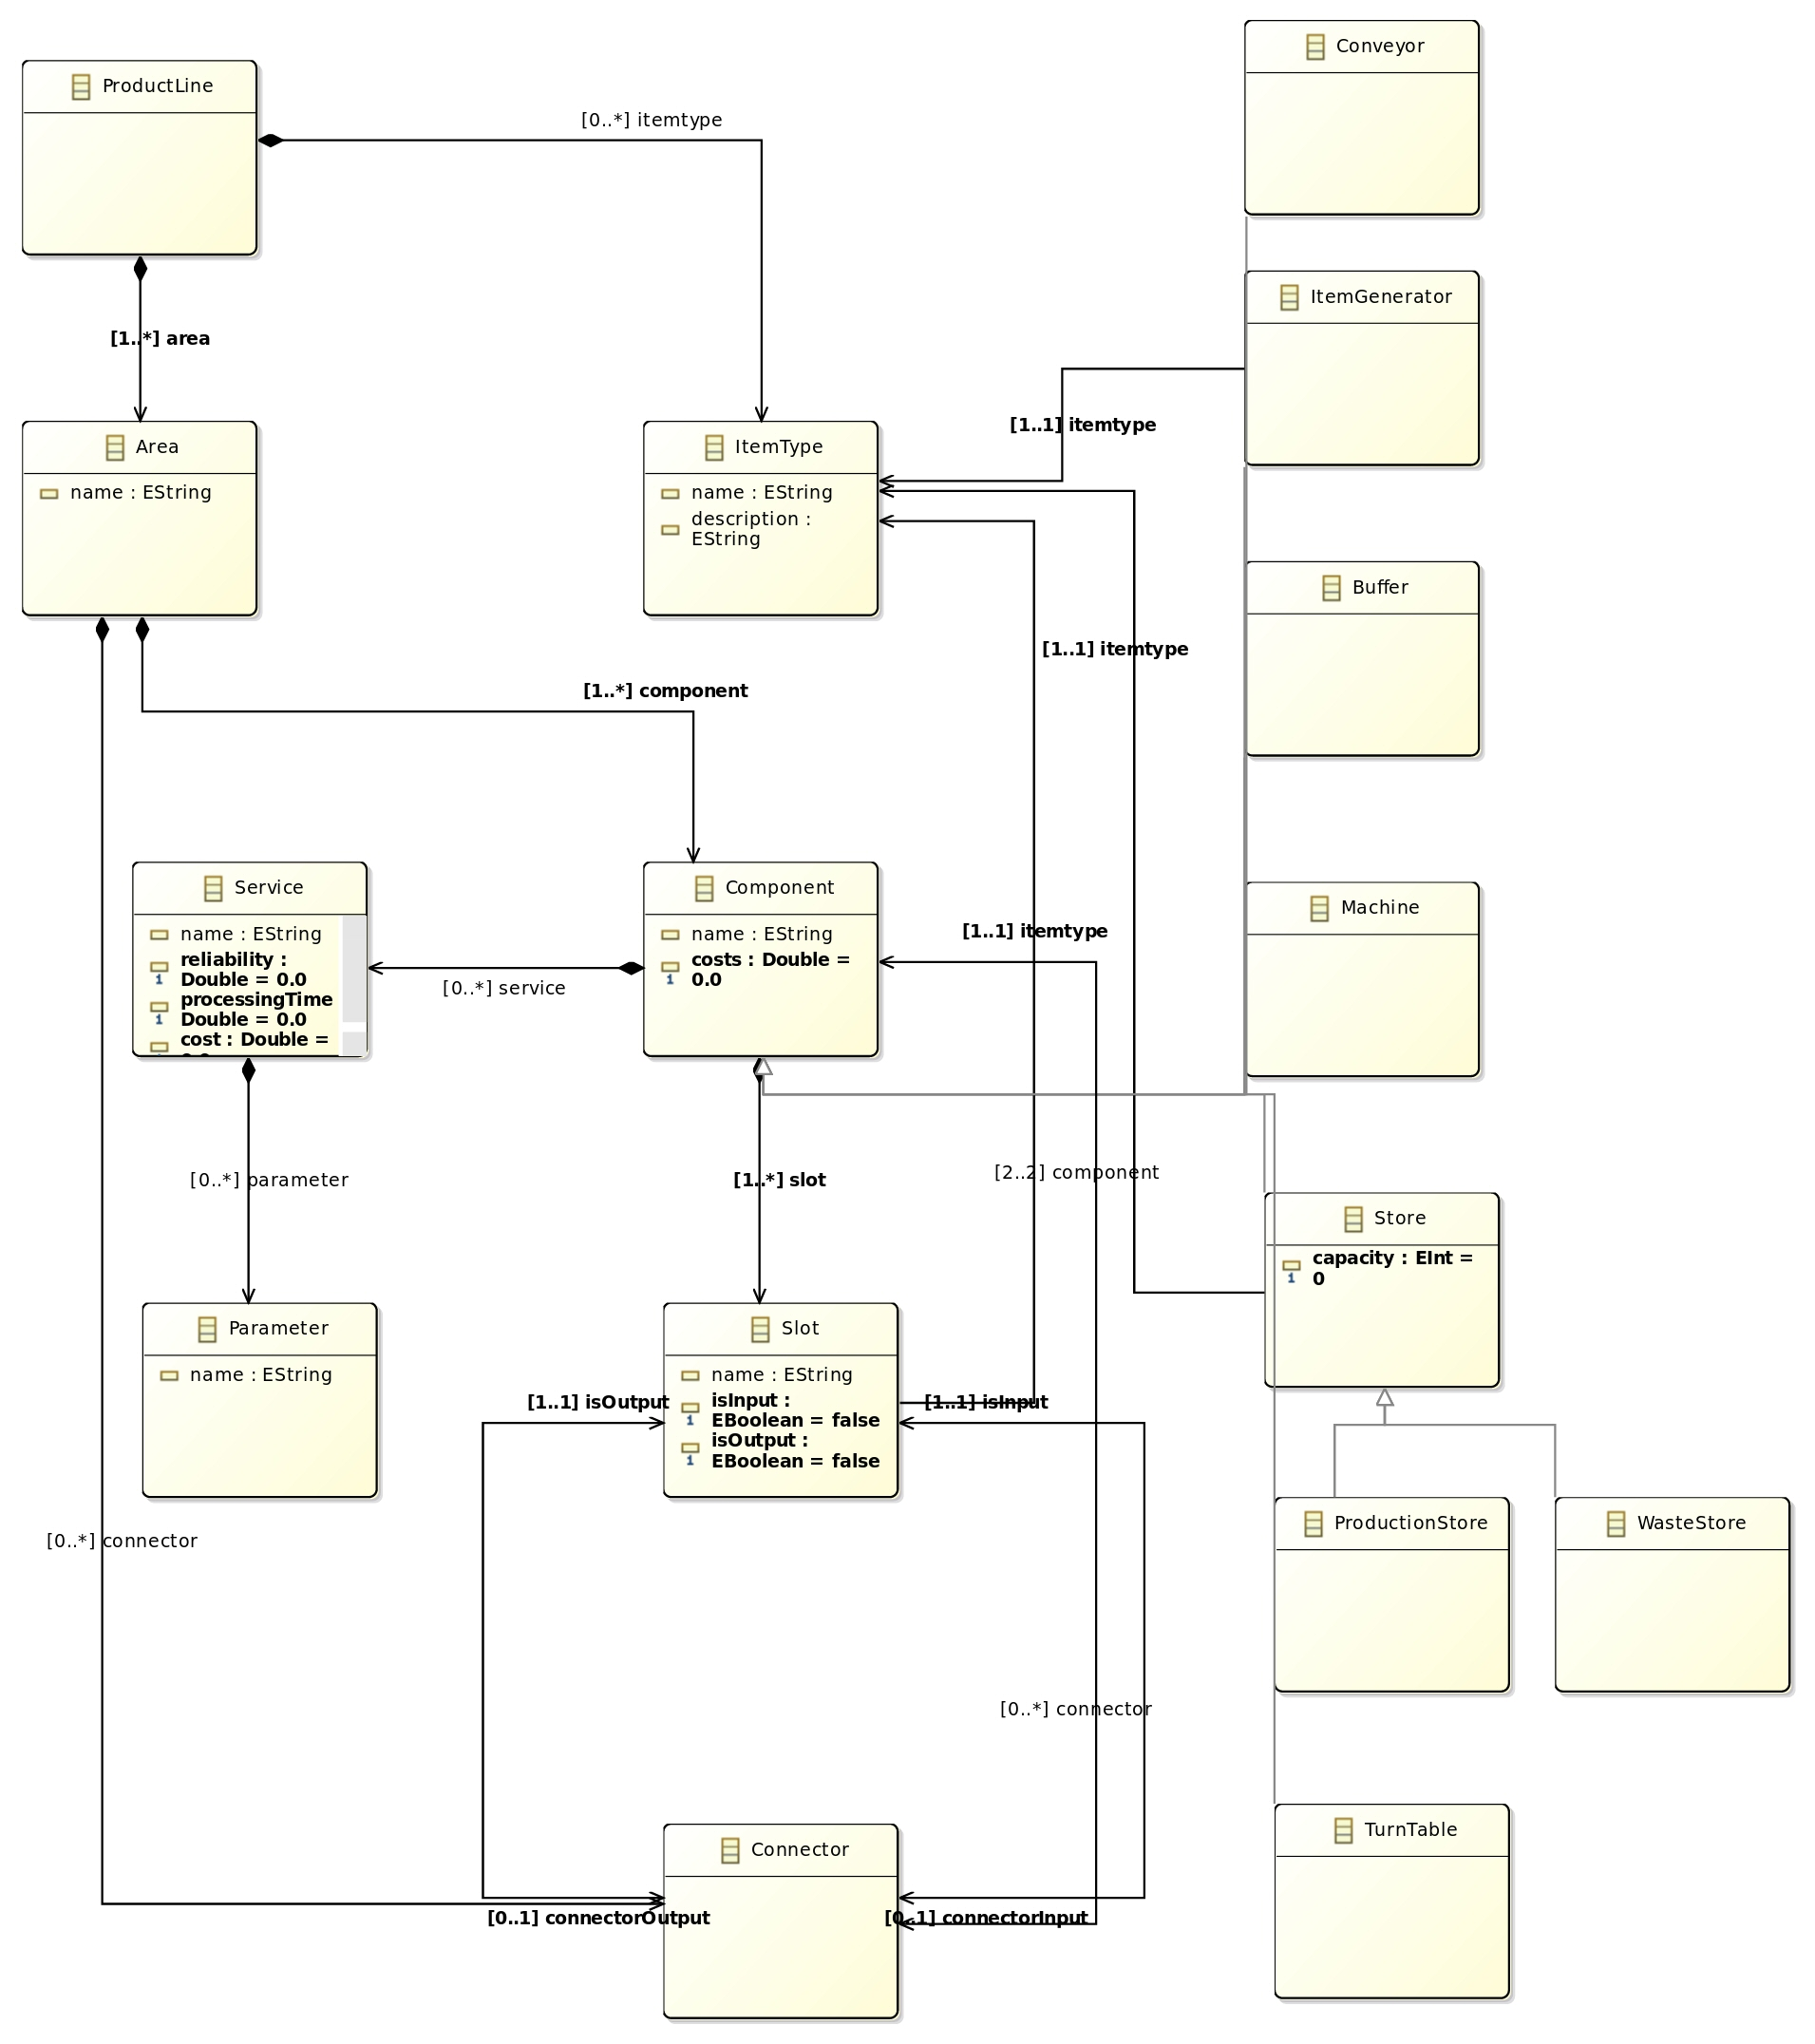 Conveyor
ProductLine
[0..*] itemtype
ItemGenerator
[1..*] area
[1..1] itemtype
Area
name : EString
ItemType
name : EString
description :
EString
Buffer
[1..1] itemtype
[1..*] component
Service
name : EString
reliability :
Double = 0.0
processingTime
Double = 0.0
cost : Double =
Component
name : EString
costs : Double =
0.0
Machine
[1..1] itemtype
[0..*] service
[0..*] parameter
[1..*] slot
[2..2] component
Store
capacity : EInt =
0
Parameter
name : EString
Slot
name : EString
isInput :
EBoolean = false
isOutput :
EBoolean = false
[1..1] isOutput
[1..1] isInput
ProductionStore
WasteStore
[0..*] connector
[0..*] connector
TurnTable
Connector
[0..1] connectorOutput
[0..1] connectorInput